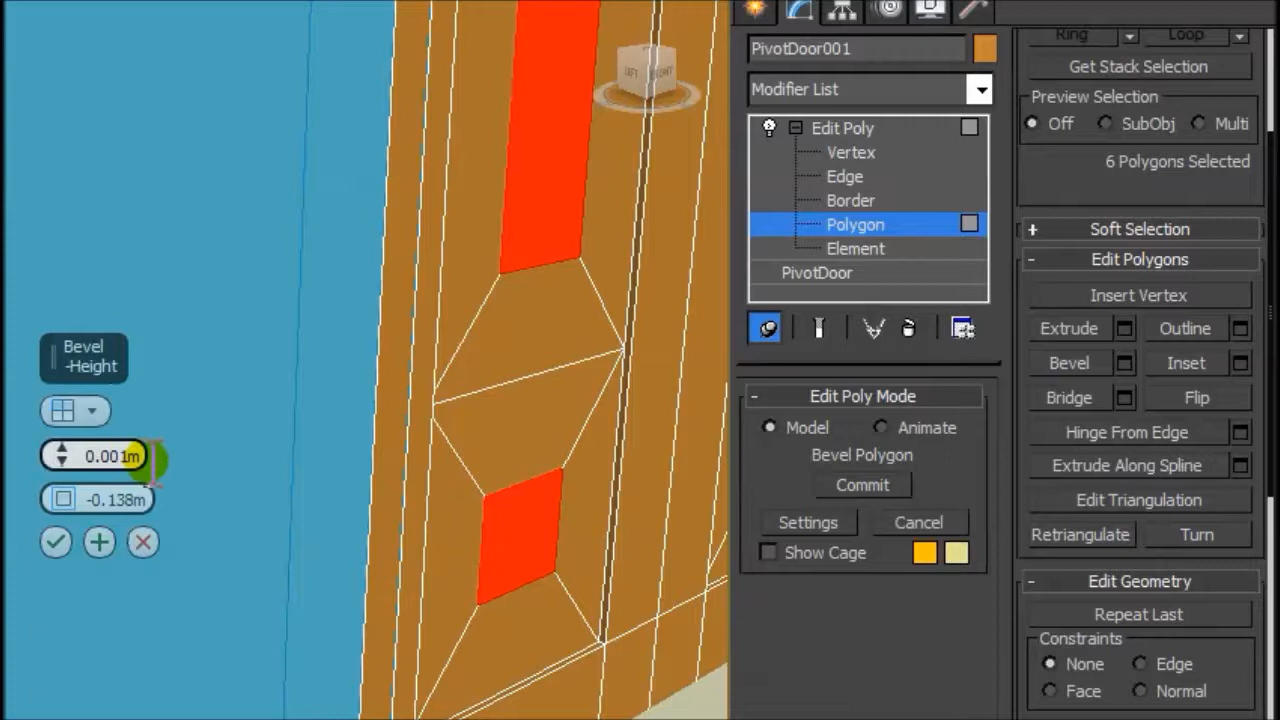 PivotDoor001
Modifier List
Edit Poly
Vertex
Edge
Border
Polygon
Element
PivotDoor
Edit Poly Mode
Model
Animate
Bevel Polygon
Commit
Settings
Cancel
Show Cage
Ring
Loop
Get Stack Selection
Preview Selection
Off
SubObj
Multi
6 Polygons Selected
+ Soft Selection
- Edit Polygons
Insert Vertex
Extrude
Outline
Bevel
Inset
Bridge
Flip
Hinge From Edge
Extrude Along Spline
Edit Triangulation
Retriangulate
Turn
- Edit Geometry
Repeat Last
Constraints
None
Edge
Face
Normal
Bevel
-Height
0.001m
-0.138m
LEFT